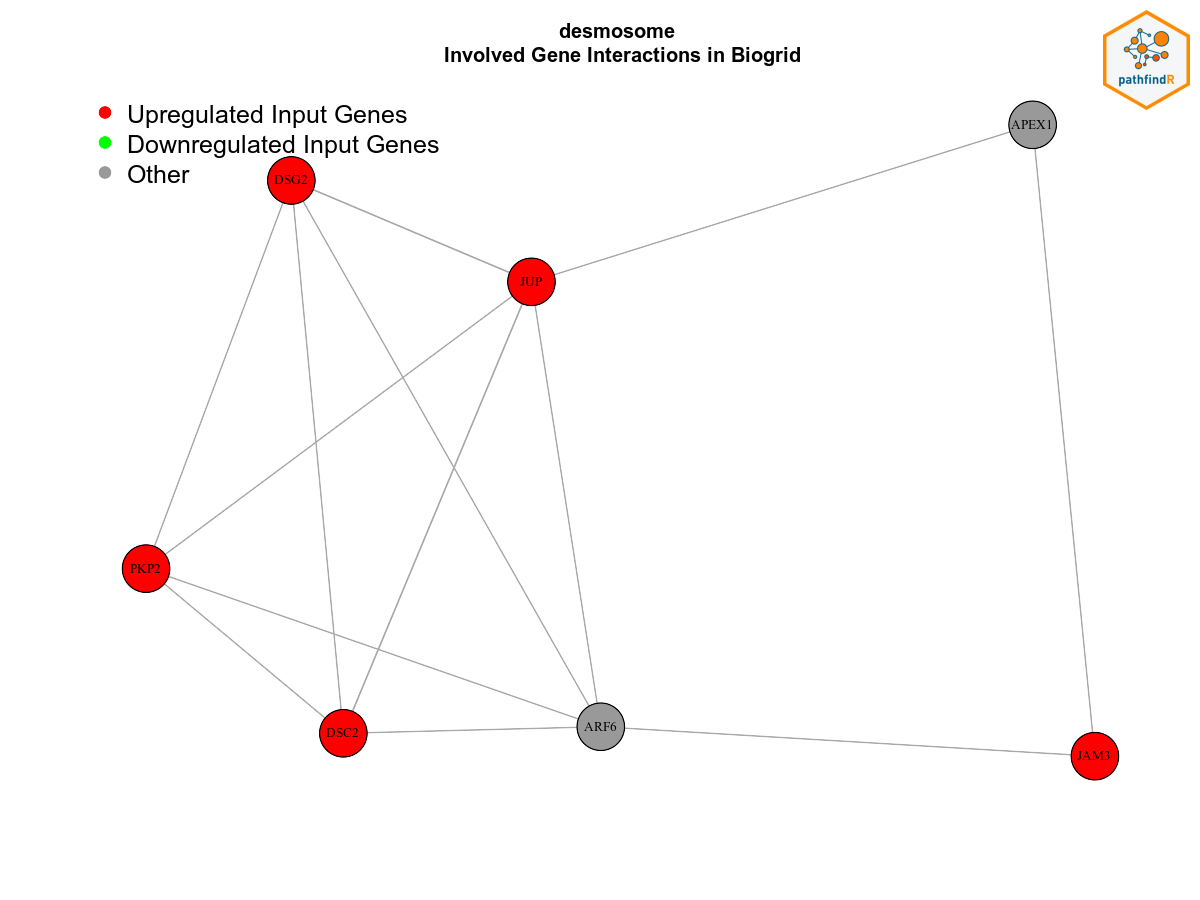 desmosome
Involved Gene Interactions in Biogrid
pathfindR
Upregulated Input Genes
Downregulated Input Genes
Other
APEX1
DSG2
JUP
PKP2
DSC2
ARF6
JAM3